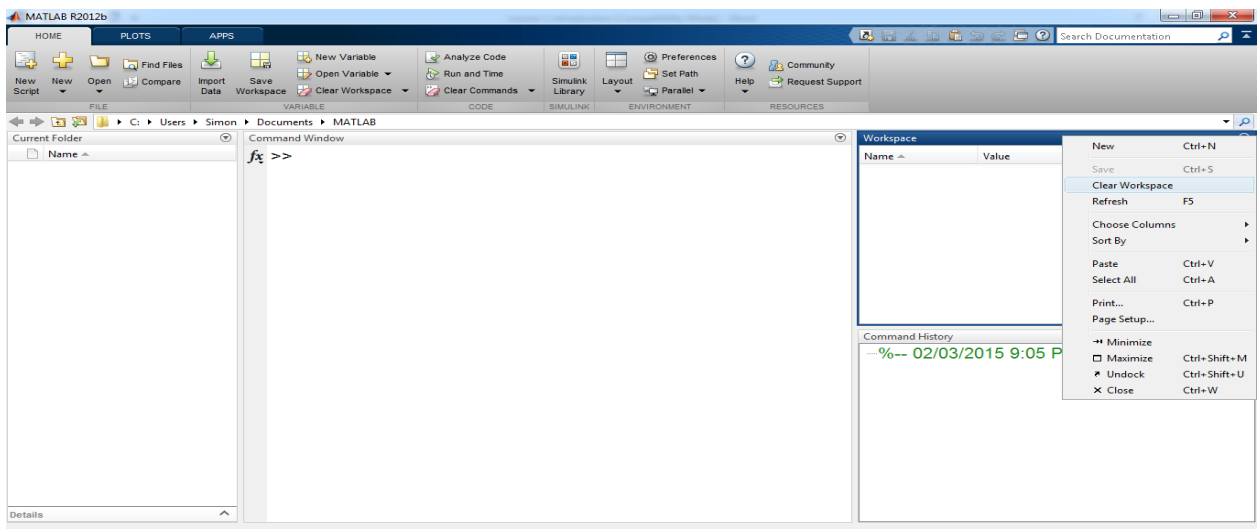 MATLAB R2012b
HOME PLOTS APPS
Search Documentation
New Script
New
Open
Find Files
Compare
Import Data
Save Workspace
New Variable
Open Variable
Clear Workspace
Analyze Code
Run and Time
Clear Commands
Simulink Library
Layout
Preferences
Set Path
Parallel
Help
Community
Request Support
FILE VARIABLE CODE SIMULINK ENVIRONMENT RESOURCES
C: Users Simon Documents MATLAB
Current Folder
Name
Details
Command Window
fx >>
Workspace
Name Value
Command History
%-- 02/03/2015 9:05 P
New Ctrl+N
Save Ctrl+S
Clear Workspace
Refresh F5
Choose Columns
Sort By
Paste Ctrl+V
Select All Ctrl+A
Print... Ctrl+P
Page Setup...
Minimize
Maximize Ctrl+Shift+M
Undock Ctrl+Shift+U
Close Ctrl+W